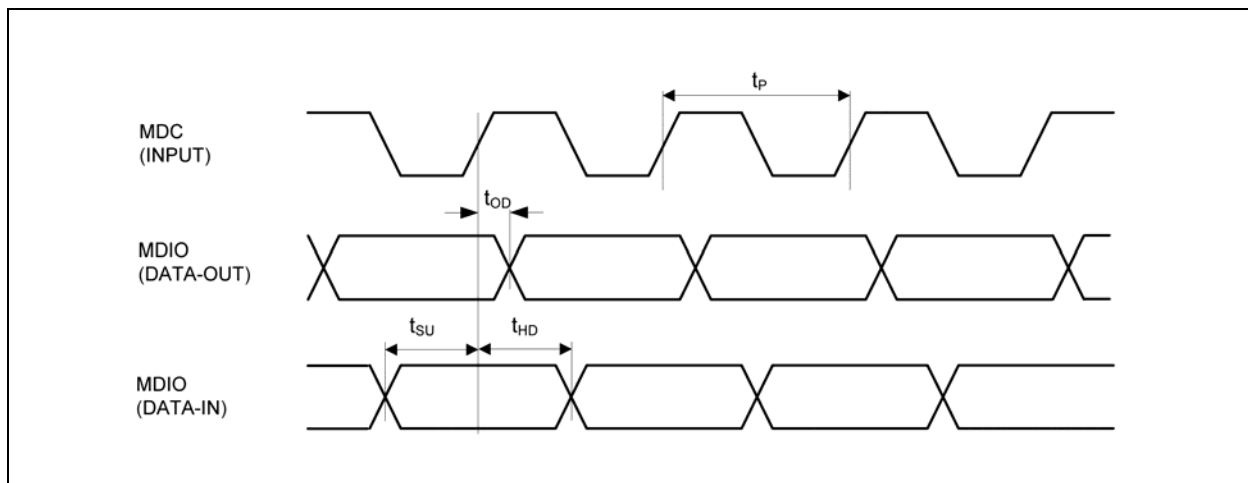 tP
MDC
(INPUT)
tOD
MDIO
(DATA-OUT)
tSU
tHD
MDIO
(DATA-IN)